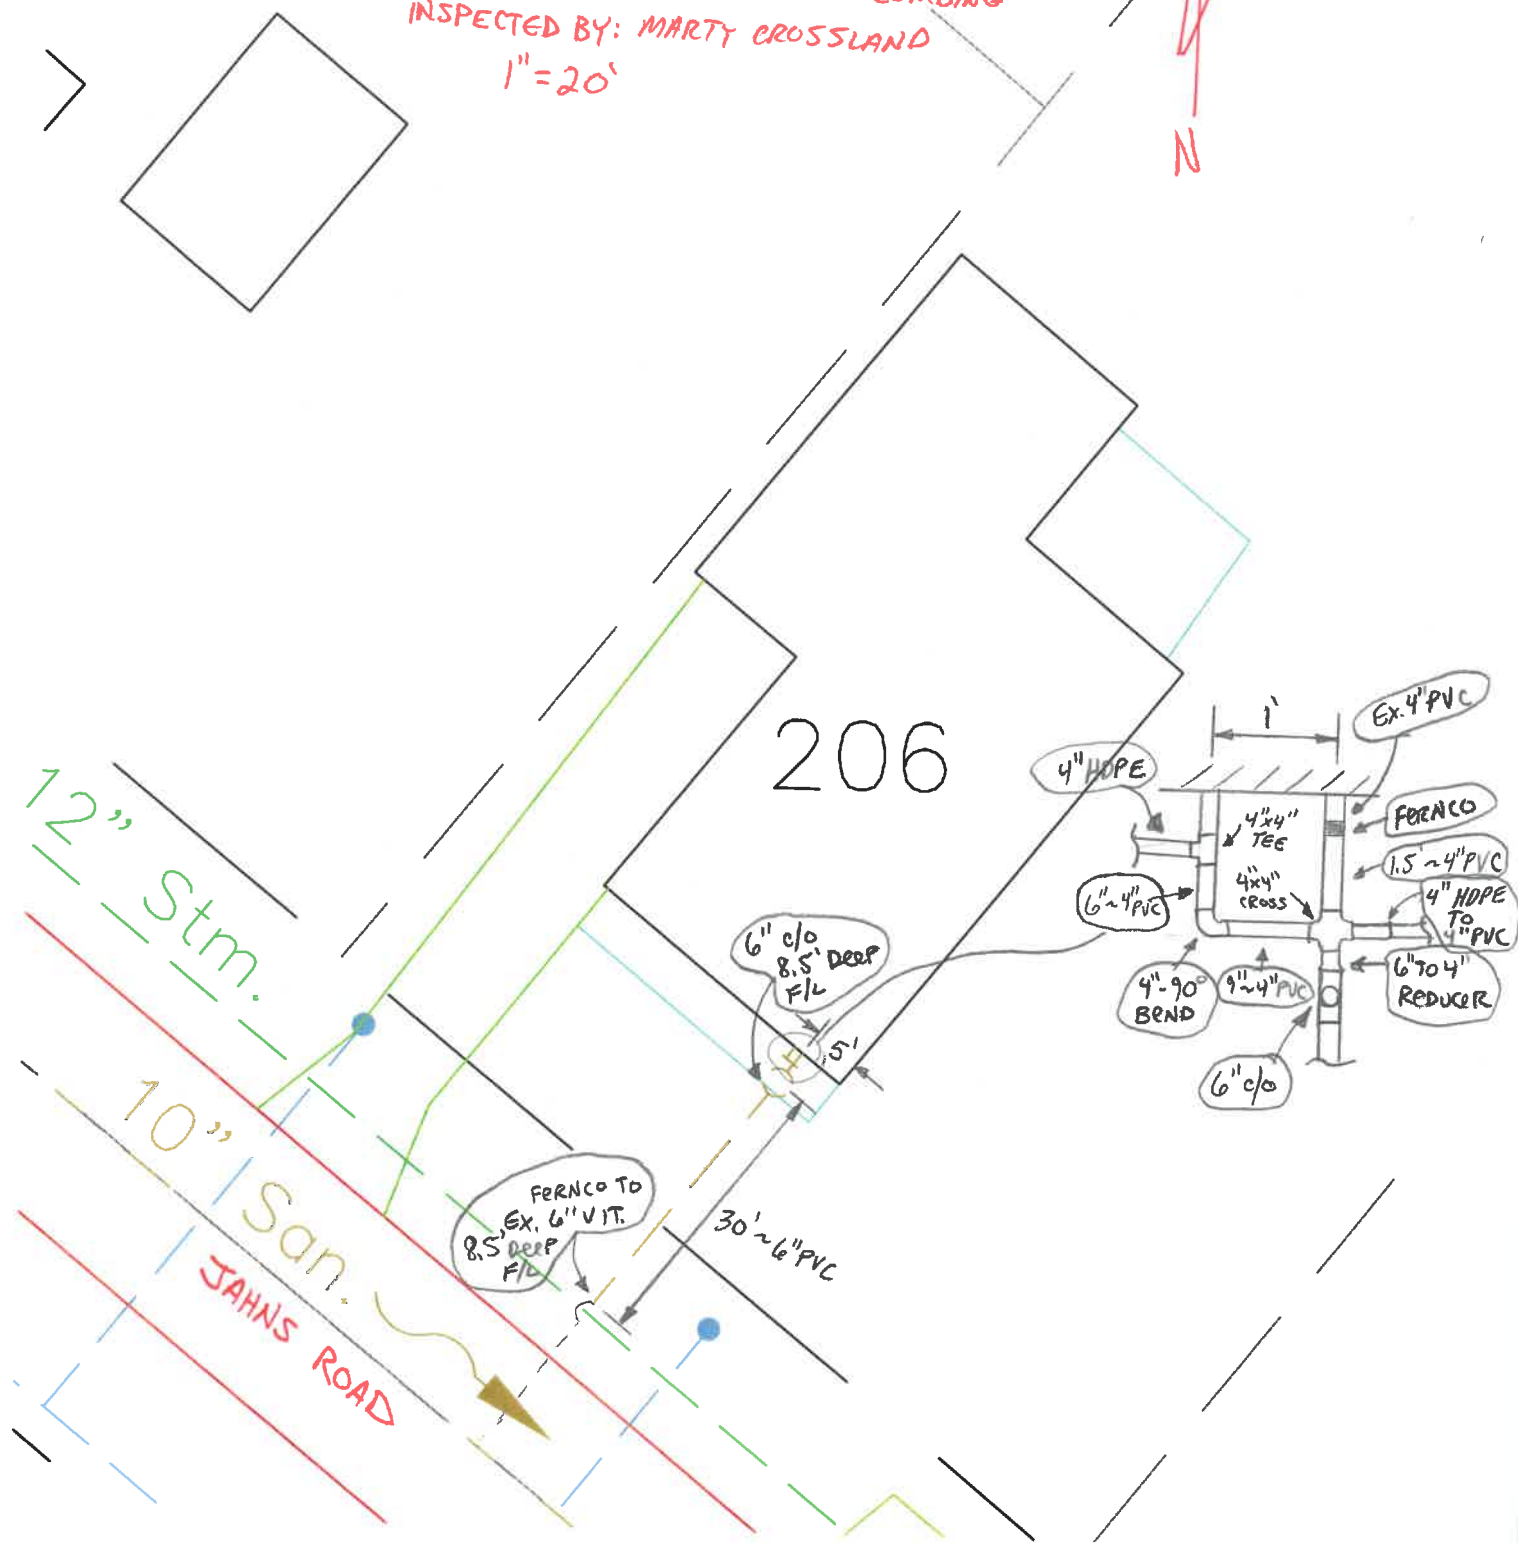 INSPECTED BY: MARTY CROSSLAND
1"=20'
N
206
12" Stm.
10" San.
JAHNS ROAD
6" c/o
8.5' DEEP
F/L
.5'
FERNCO TO
EX. 6" VIT.
8.5' DEEP
F/L
30' ~ 6" PVC
1'
EX. 4" PVC
4" HDPE
4"x4"
TEE
FERNCO
1.5 ~ 4" PVC
6" ~ 4" PVC
4x4"
CROSS
4" HDPE
TO
4" PVC
4"-90°
BEND
9" ~ 4" PVC
6" TO 4"
REDUCER
6" c/o